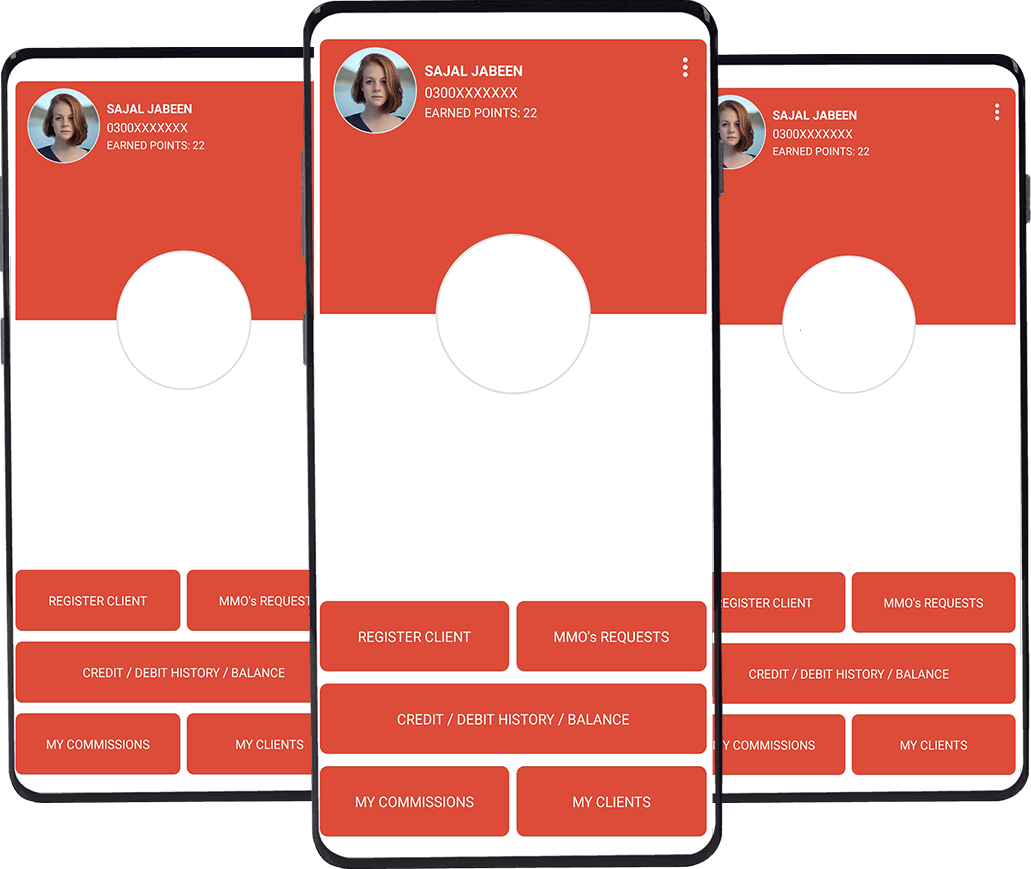 SAJAL JABEEN
0300XXXXXXX
EARNED POINTS: 22
REGISTER CLIENT
MMO's REQUEST
CREDIT / DEBIT HISTORY / BALANCE
MY COMMISSIONS
MY CLIENTS
SAJAL JABEEN
0300XXXXXXX
EARNED POINTS: 22
REGISTER CLIENT
MMO's REQUESTS
CREDIT / DEBIT HISTORY / BALANCE
MY COMMISSIONS
MY CLIENTS
SAJAL JABEEN
0300XXXXXXX
EARNED POINTS: 22
EGISTER CLIENT
MMO's REQUESTS
CREDIT / DEBIT HISTORY / BALANCE
Y COMMISSIONS
MY CLIENTS